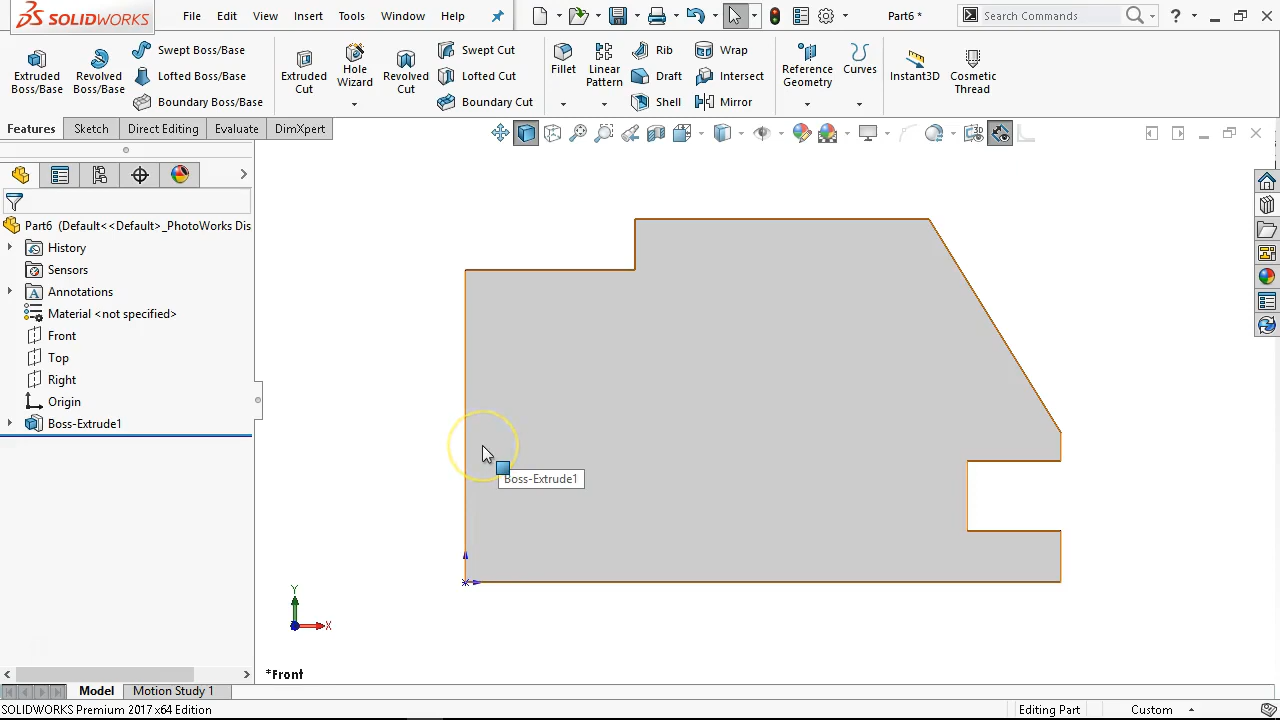 SOLIDWORKS
File Edit View Insert Tools Window Help
Part6 *
Search Commands
?
Extruded Boss/Base
Revolved Boss/Base
Swept Boss/Base
Lofted Boss/Base
Boundary Boss/Base
Extruded Cut
Hole Wizard
Revolved Cut
Swept Cut
Lofted Cut
Boundary Cut
Fillet
Linear Pattern
Rib
Draft
Shell
Wrap
Intersect
Mirror
Reference Geometry
Curves
Instant3D
Cosmetic Thread
Features Sketch Direct Editing Evaluate DimXpert
Part6 (Default<<Default>_PhotoWorks Dis
History
Sensors
A Annotations
Material <not specified>
Front
Top
Right
Origin
Boss-Extrude1
Boss-Extrude1
Y
X
*Front
Model Motion Study 1
SOLIDWORKS Premium 2017 x64 Edition
Editing Part
Custom